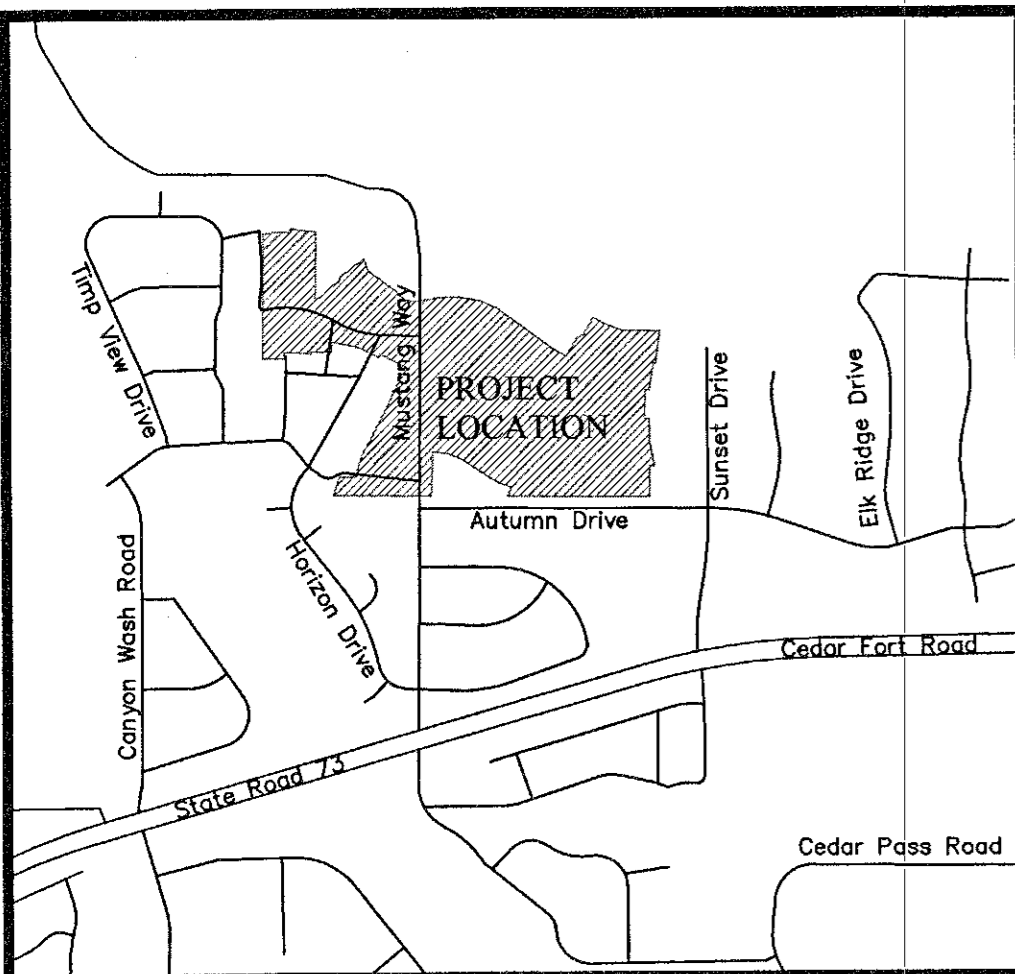 Timp View Drive
Mustang Way
PROJECT
LOCATION
Sunset Drive
Elk Ridge Drive
Autumn Drive
Canyon Wash Road
Horizon Drive
Cedar Fort Road
State Road 73
Cedar Pass Road